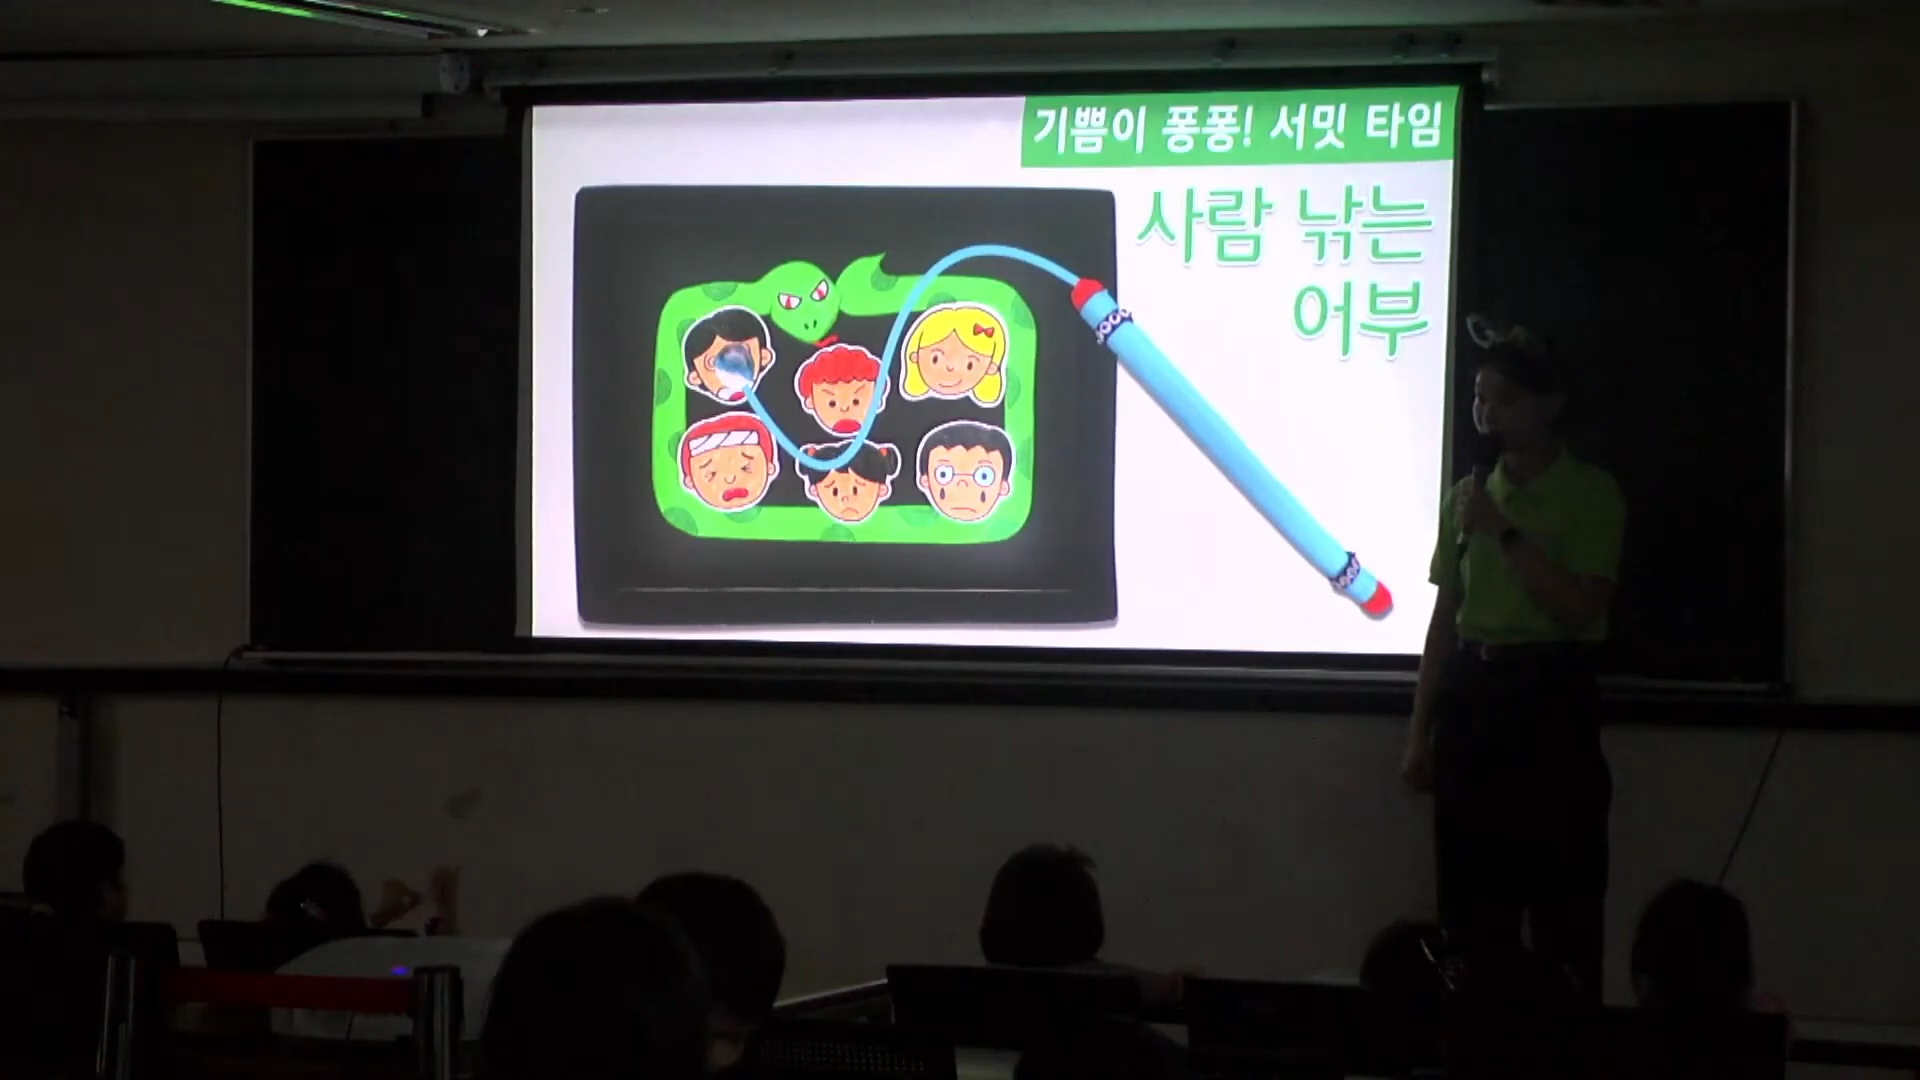 기쁨이 퐁퐁! 서밋 타임
사람 낚는
어부